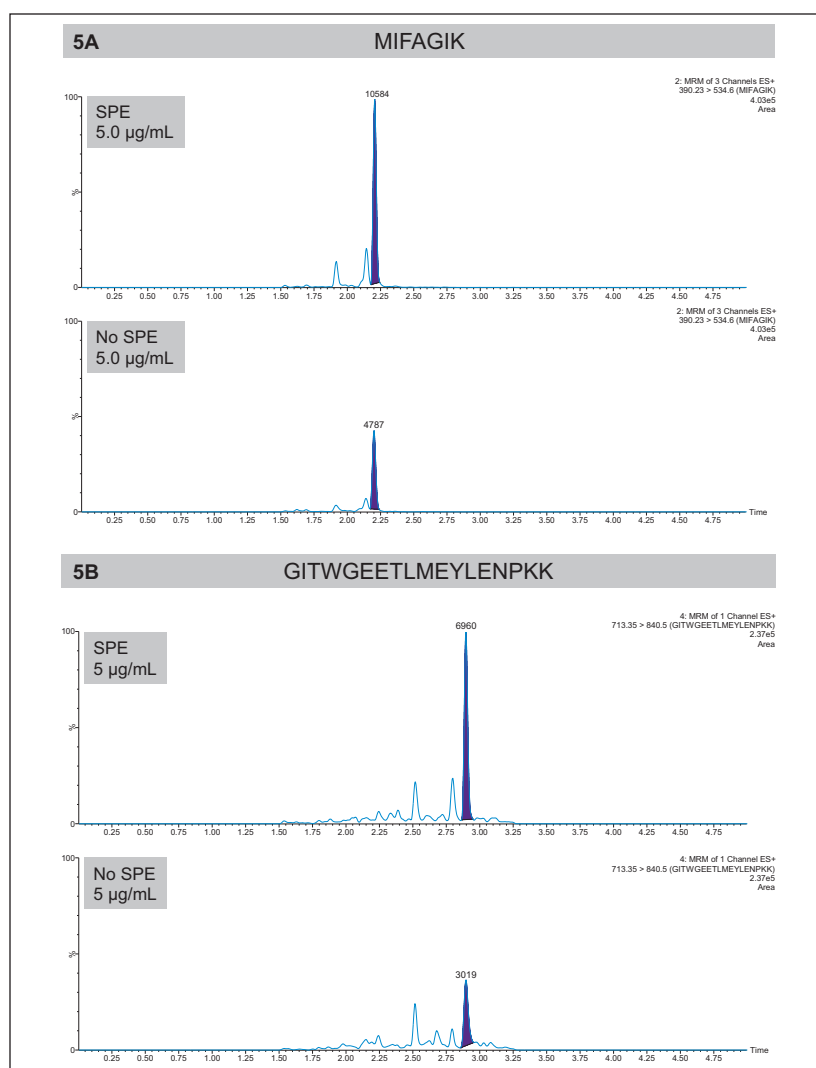 5A MIFAGIK
2: MRM of 3 Channels ES+
390.23 > 534.6 (MIFAGIK)
4.03e5
Area
SPE
5.0 µg/mL
10584
100
%
0
0.25 0.50 0.75 1.00 1.25 1.50 1.75 2.00 2.25 2.50 2.75 3.00 3.25 3.50 3.75 4.00 4.25 4.50 4.75
2: MRM of 3 Channels ES+
390.23 > 534.6 (MIFAGIK)
4.03e5
Area
No SPE
5.0 µg/mL
4787
100
%
0
Time
0.25 0.50 0.75 1.00 1.25 1.50 1.75 2.00 2.25 2.50 2.75 3.00 3.25 3.50 3.75 4.00 4.25 4.50 4.75
5B GITWGEETLMEYLENPKK
4: MRM of 1 Channel ES+
713.35 > 840.5 (GITWGEETLMEYLENPKK)
2.37e5
Area
SPE
5 µg/mL
6960
100
%
0
0.25 0.50 0.75 1.00 1.25 1.50 1.75 2.00 2.25 2.50 2.75 3.00 3.25 3.50 3.75 4.00 4.25 4.50 4.75
4: MRM of 1 Channel ES+
713.35 > 840.5 (GITWGEETLMEYLENPKK)
2.37e5
Area
No SPE
5 µg/mL
3019
100
%
0
Time
0.25 0.50 0.75 1.00 1.25 1.50 1.75 2.00 2.25 2.50 2.75 3.00 3.25 3.50 3.75 4.00 4.25 4.50 4.75